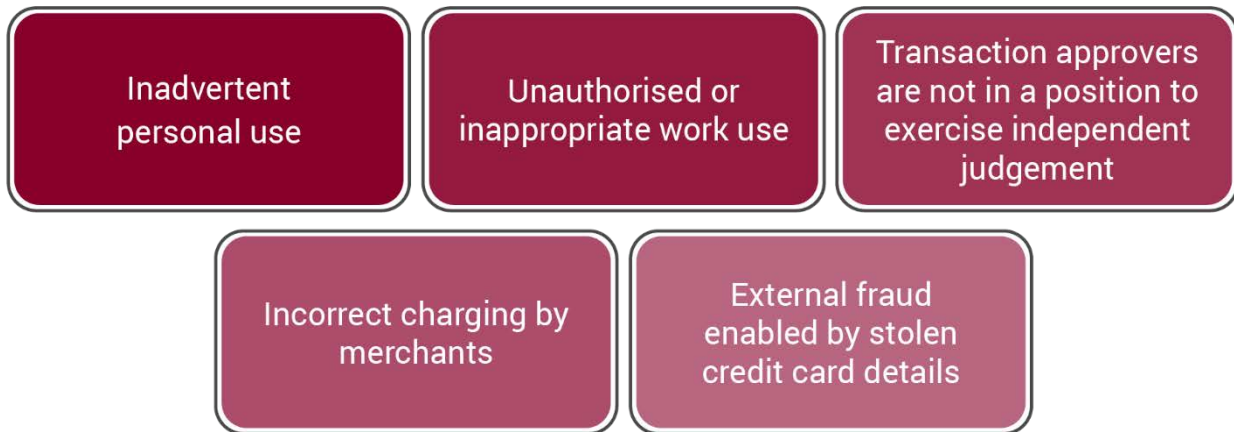 Inadvertent
personal use
Unauthorised or
inappropriate work use
Transaction approvers
are not in a position to
exercise independent
judgement
Incorrect charging by
merchants
External fraud
enabled by stolen
credit card details